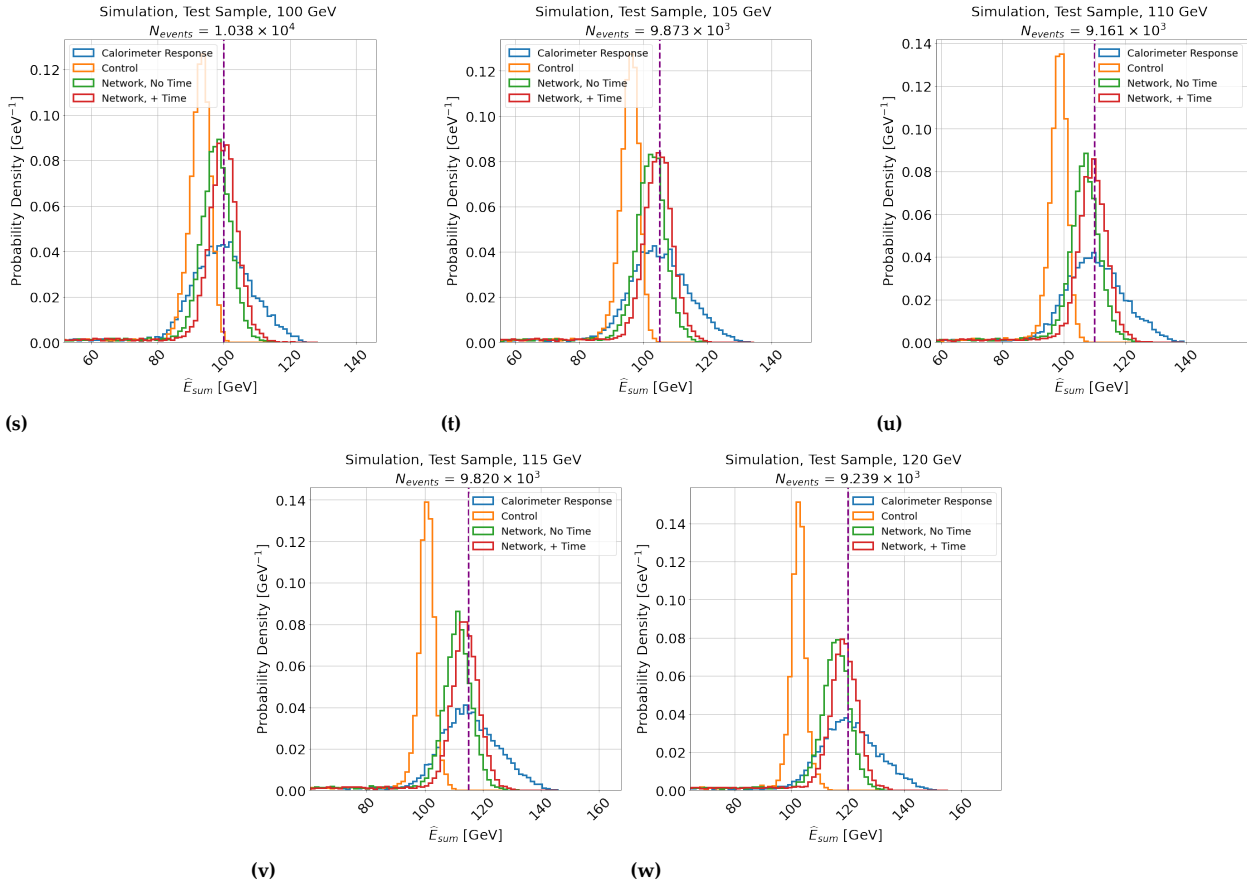 Simulation, Test Sample, 100 GeV
N_events = 1.038 × 10⁴
Probability Density [GeV⁻¹]
0.12
0.10
0.08
0.06
0.04
0.02
0.00
Calorimeter Response
Control
Network, No Time
Network, + Time
60 80 100 120 140
Ê_sum [GeV]
(s)
Simulation, Test Sample, 105 GeV
N_events = 9.873 × 10³
Probability Density [GeV⁻¹]
0.12
0.10
0.08
0.06
0.04
0.02
0.00
Calorimeter Response
Control
Network, No Time
Network, + Time
60 80 100 120 140
Ê_sum [GeV]
(t)
Simulation, Test Sample, 110 GeV
N_events = 9.161 × 10³
Probability Density [GeV⁻¹]
0.14
0.12
0.10
0.08
0.06
0.04
0.02
0.00
Calorimeter Response
Control
Network, No Time
Network, + Time
60 80 100 120 140
Ê_sum [GeV]
(u)
Simulation, Test Sample, 115 GeV
N_events = 9.820 × 10³
Probability Density [GeV⁻¹]
0.14
0.12
0.10
0.08
0.06
0.04
0.02
0.00
Calorimeter Response
Control
Network, No Time
Network, + Time
80 100 120 140 160
Ê_sum [GeV]
(v)
Simulation, Test Sample, 120 GeV
N_events = 9.239 × 10³
Probability Density [GeV⁻¹]
0.14
0.12
0.10
0.08
0.06
0.04
0.02
0.00
Calorimeter Response
Control
Network, No Time
Network, + Time
80 100 120 140 160
Ê_sum [GeV]
(w)